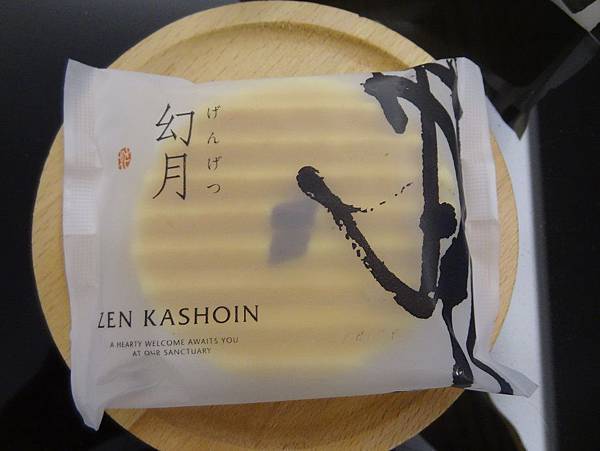 幻月
げんげつ
ZEN KASHOIN
A HEARTY WELCOME AWAITS YOU
AT OUR SANCTUARY